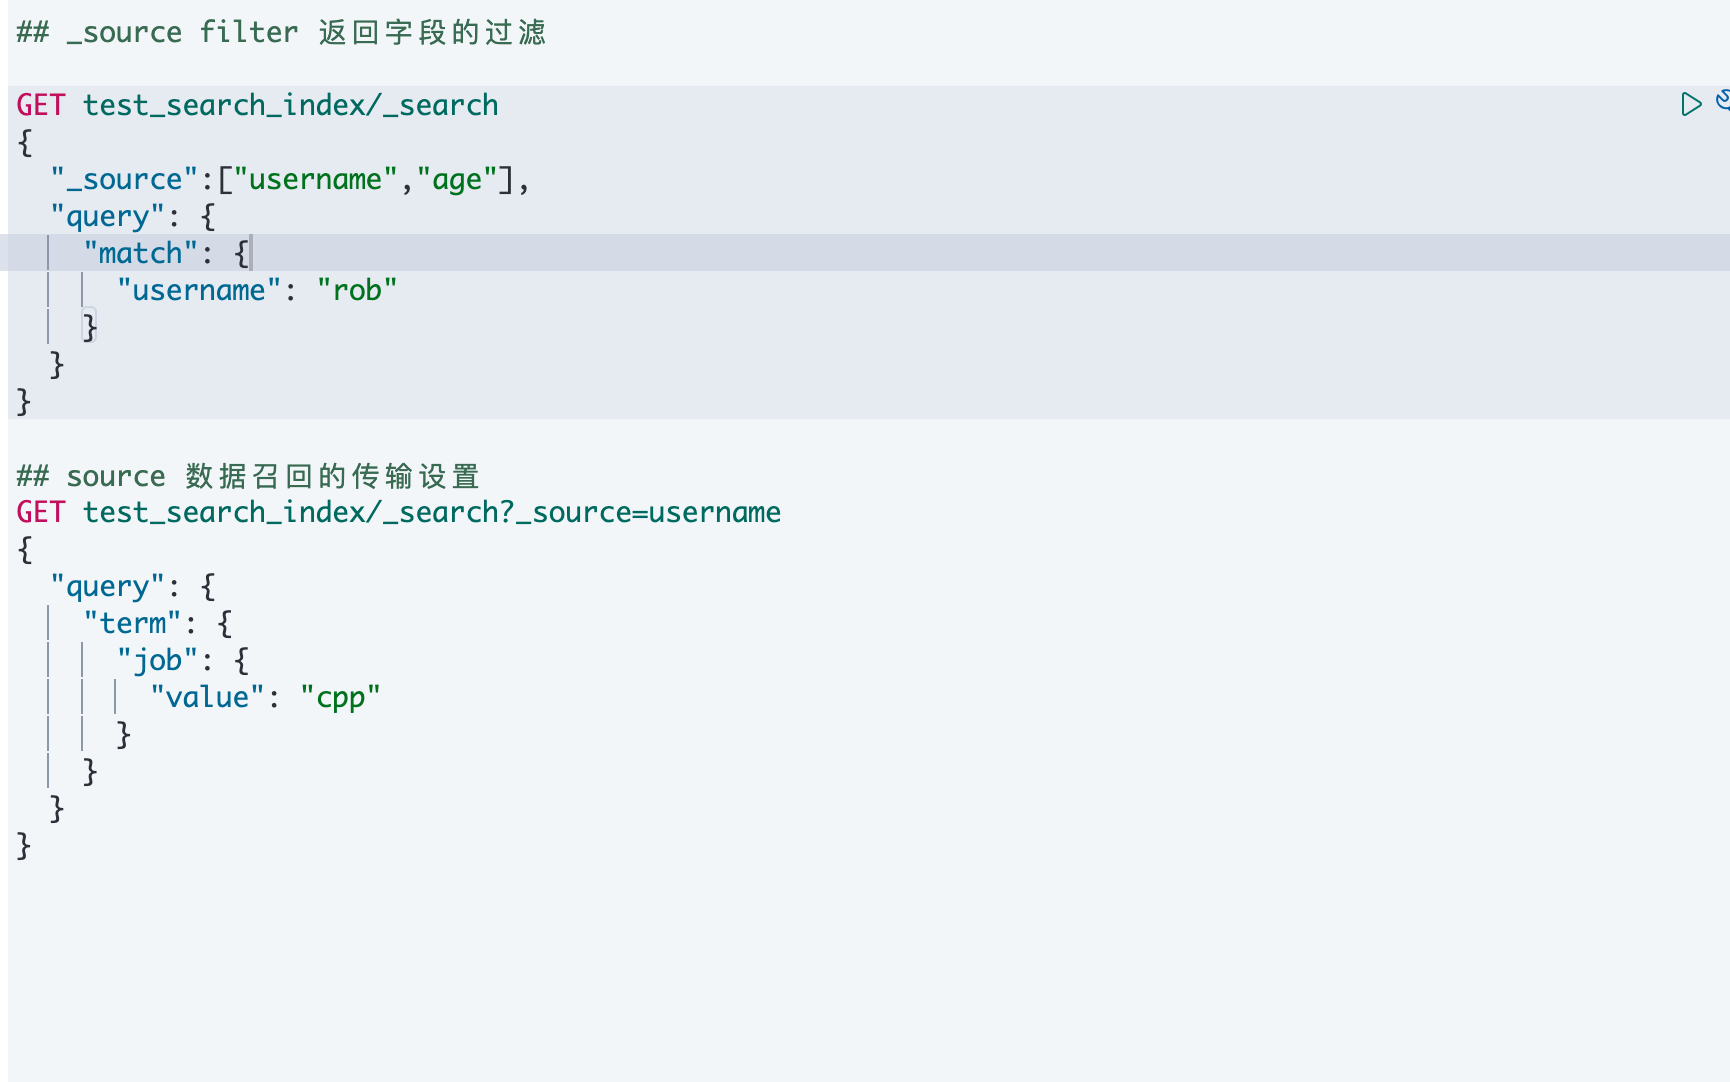 ## _source filter 返回字段的过滤
GET test_search_index/_search
{
  "_source":["username","age"],
  "query": {
    "match": {
      "username": "rob"
    }
  }
}
## source 数据召回的传输设置
GET test_search_index/_search?_source=username
{
  "query": {
    "term": {
      "job": {
        "value": "cpp"
      }
    }
  }
}